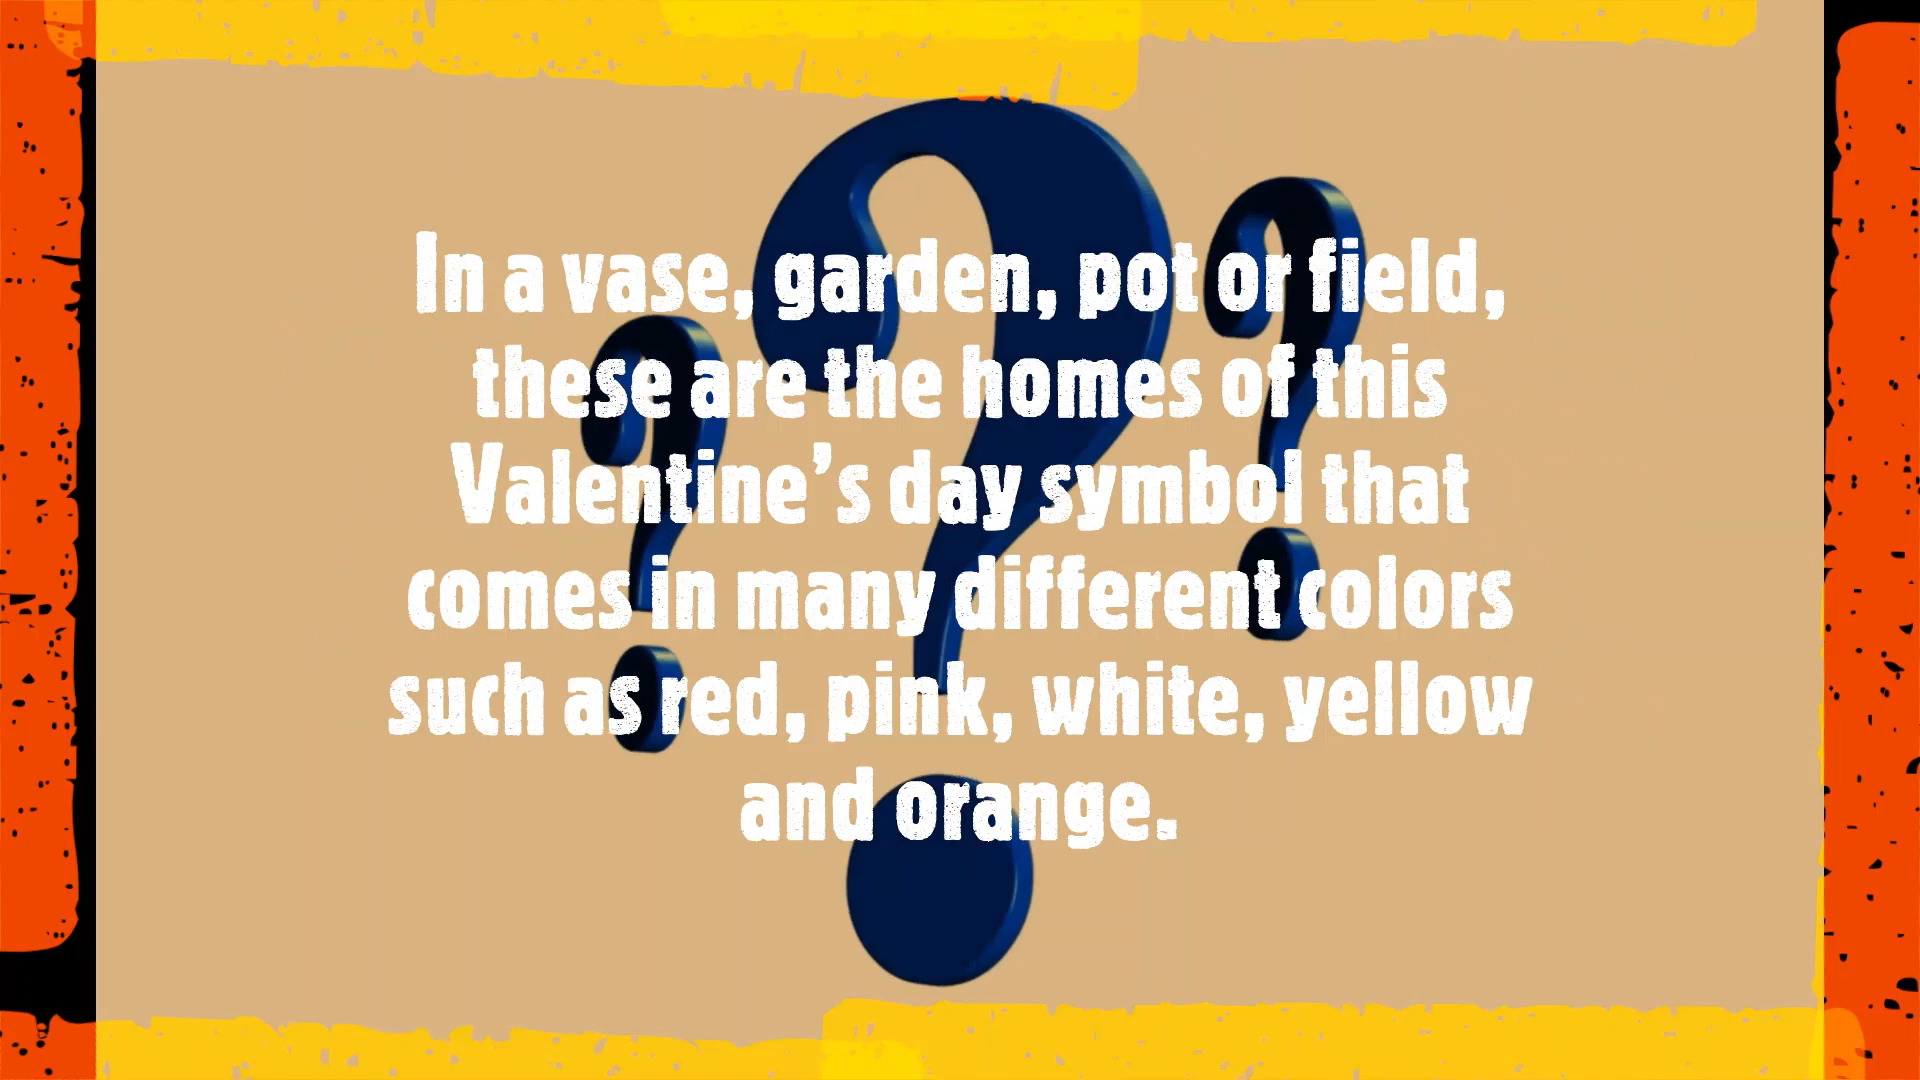 In a vase, garden, pot or field,
these are the homes of this
Valentine’s day symbol that
comes in many different colors
such as red, pink, white, yellow
and orange.